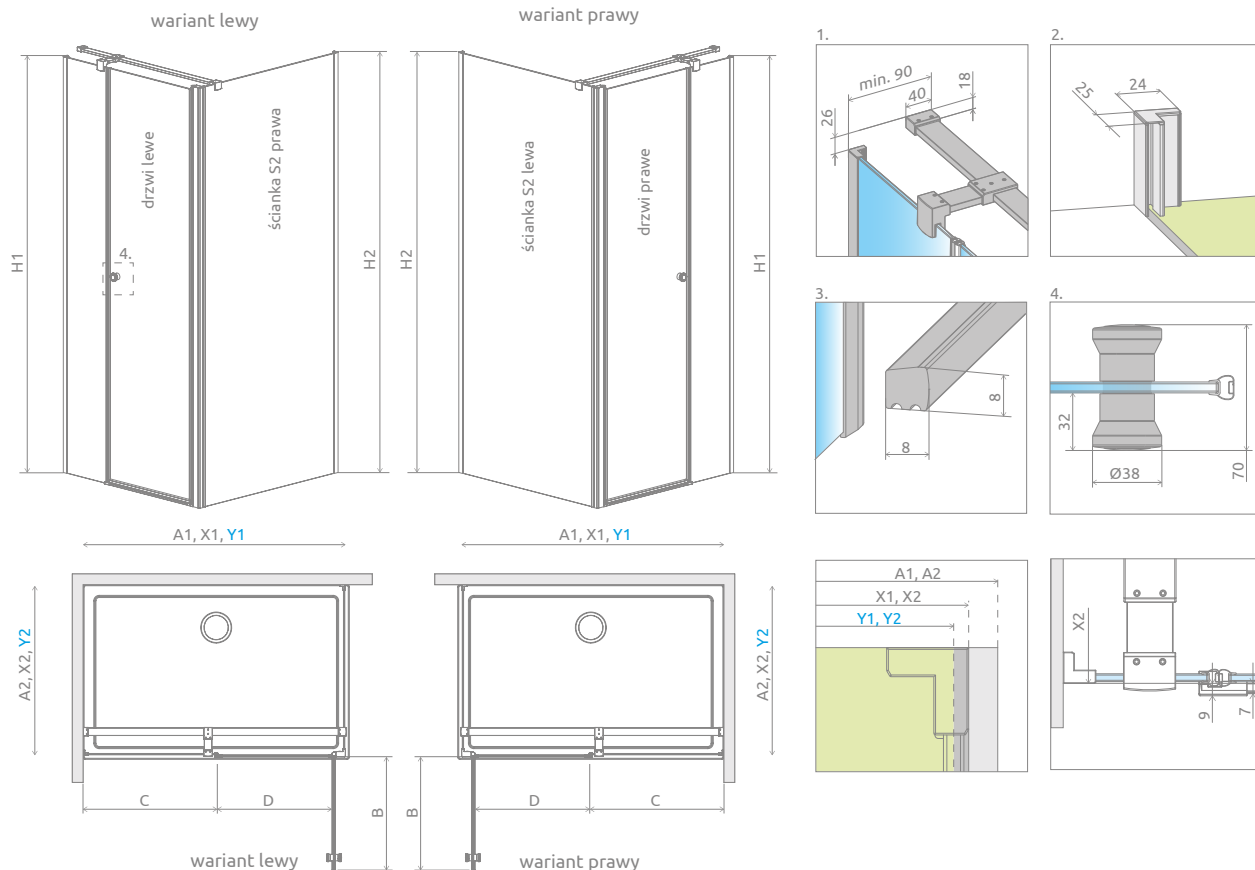 wariant lewy
wariant prawy
H1
drzwi lewe
4.
ścianka S2 prawa
H2
H2
ścianka S2 lewa
drzwi prawe
H1
1.
min. 90
40
18
26
2.
24
25
3.
8
8
4.
32
Ø38
70
A1, X1, Y1
A2, X2, Y2
C
D
B
wariant lewy
A1, X1, Y1
A2, X2, Y2
B
D
C
wariant prawy
A1, A2
X1, X2
Y1, Y2
X2
9
7